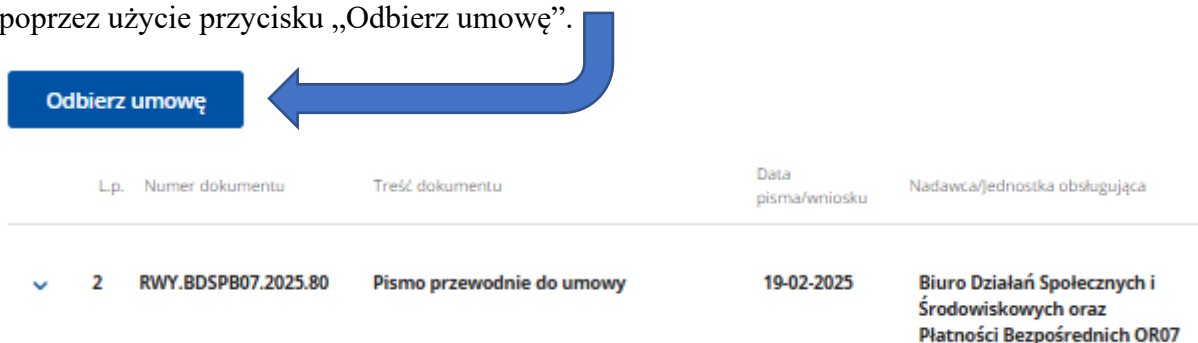 poprzez użycie przycisku „Odbierz umowę”.
Odbierz umowę
L.p. Numer dokumentu Treść dokumentu Data pisma/wniosku Nadawca/Jednostka obsługująca
2 RWY.BDSPB07.2025.80 Pismo przewodnie do umowy 19-02-2025 Biuro Działań Społecznych i
Środowiskowych oraz
Płatności Bezpośrednich OR07